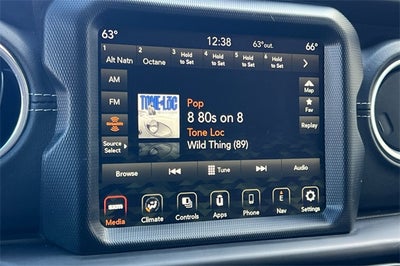 63° 12:38 63° out. 66°
1 2 3 4 5 6
Alt Natn Octane Hold to Set Hold to Set Hold to Set Hold to Set
AM
FM
Source Select
TONE-LOC
Pop
8 80s on 8
Tone Loc
Wild Thing (89)
Map
Fav
Replay
Browse Tune Audio
Media Climate Controls Apps Phone Nav Settings